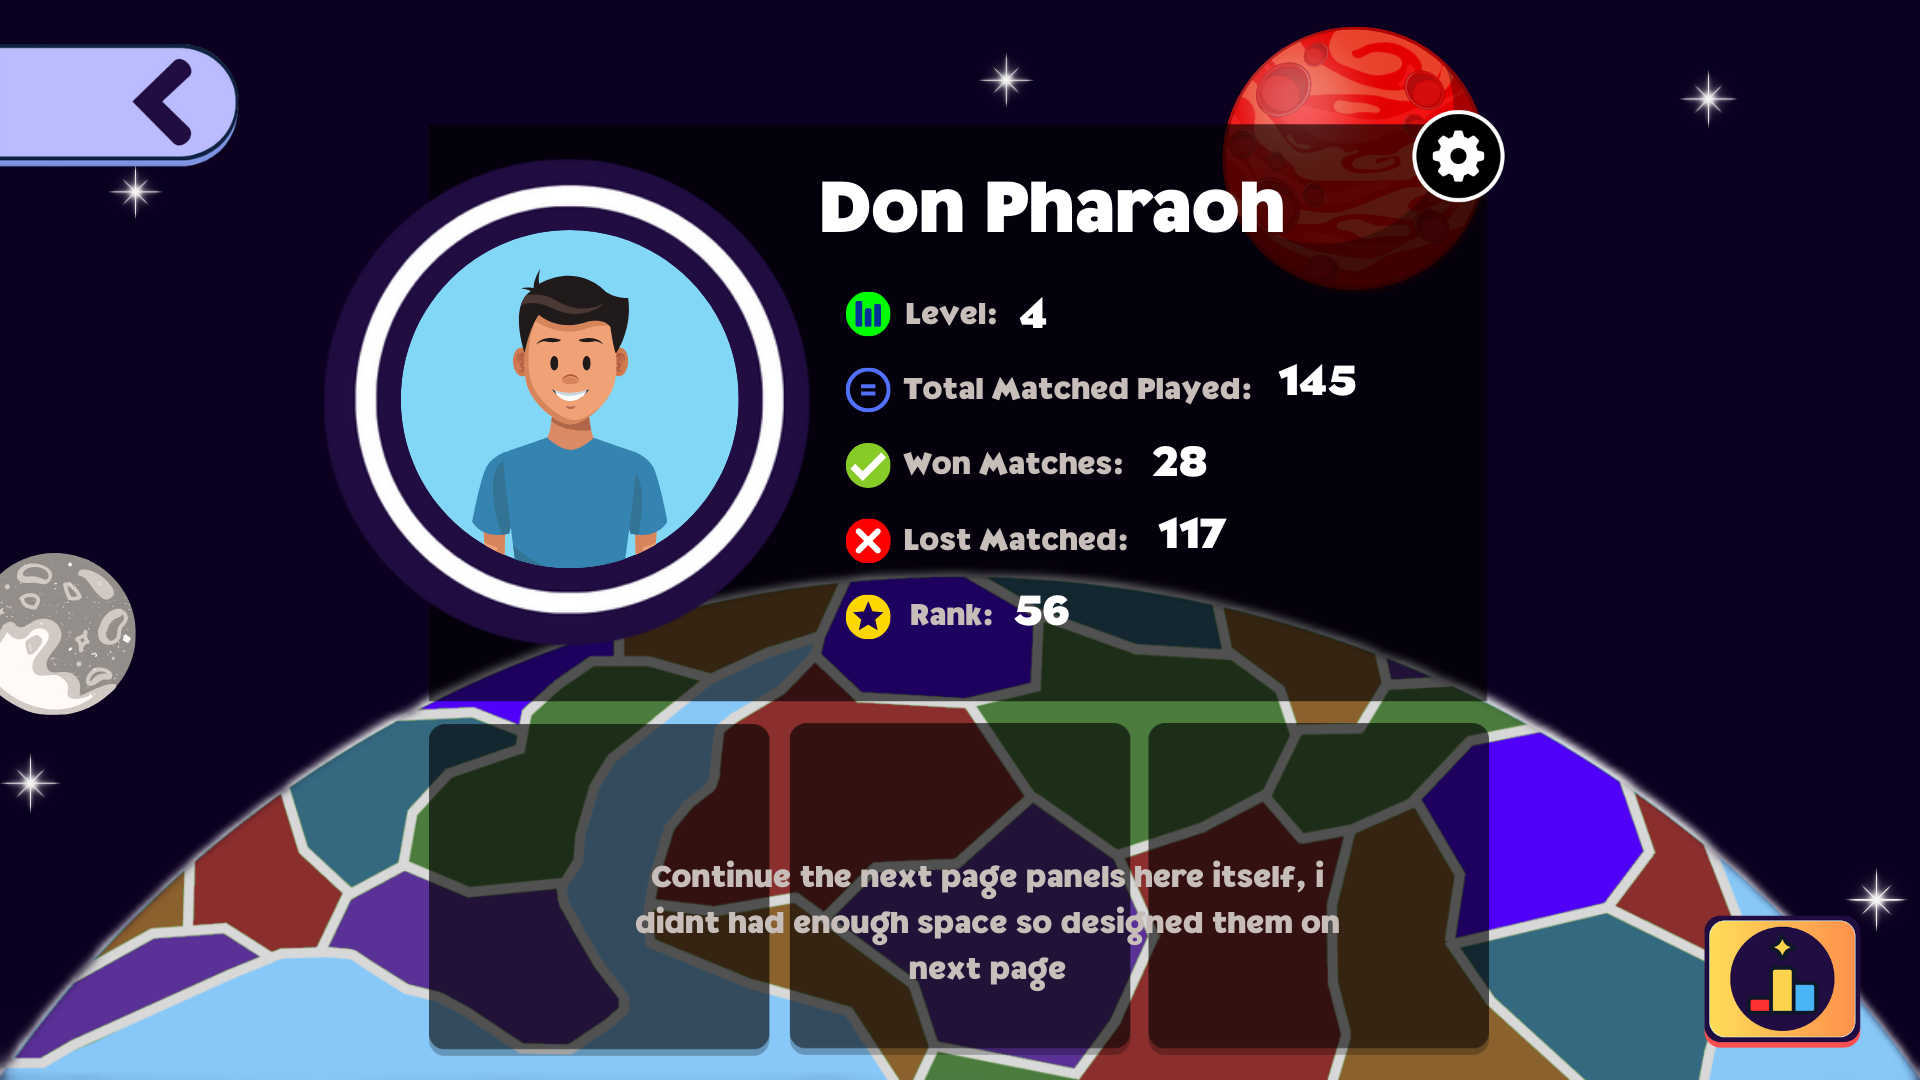 Don Pharaoh
Level: 4
Total Matched Played: 145
Won Matches: 28
Lost Matched: 117
Rank: 56
Continue the next page panels here itself, i
didnt had enough space so designed them on
next page